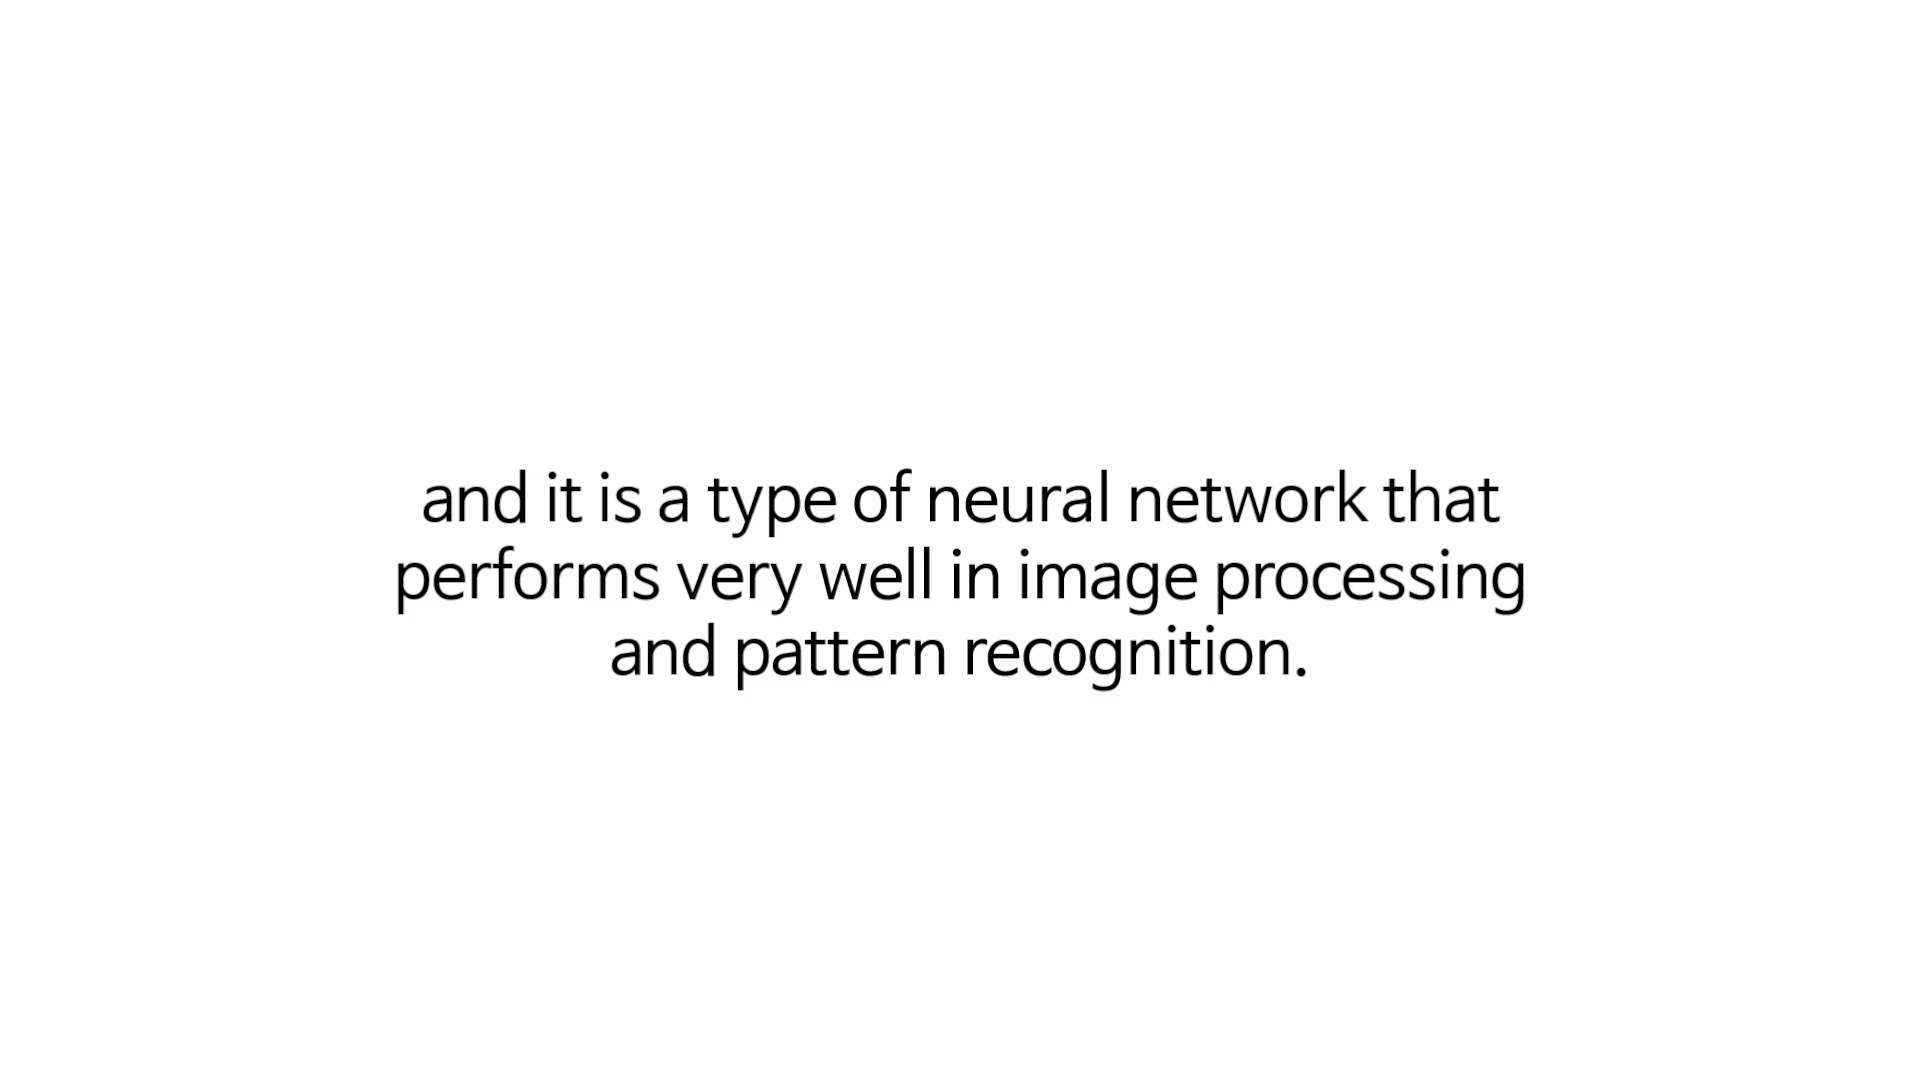 and it is a type of neural network that
performs very well in image processing
and pattern recognition.